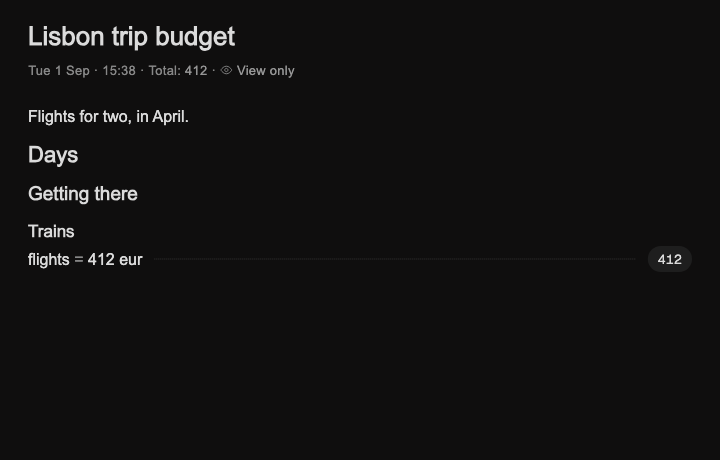 Lisbon trip budget
Tue 1 Sep · 15:38 · Total: 412 · View only
Flights for two, in April.
Days
Getting there
Trains
flights = 412 eur 412